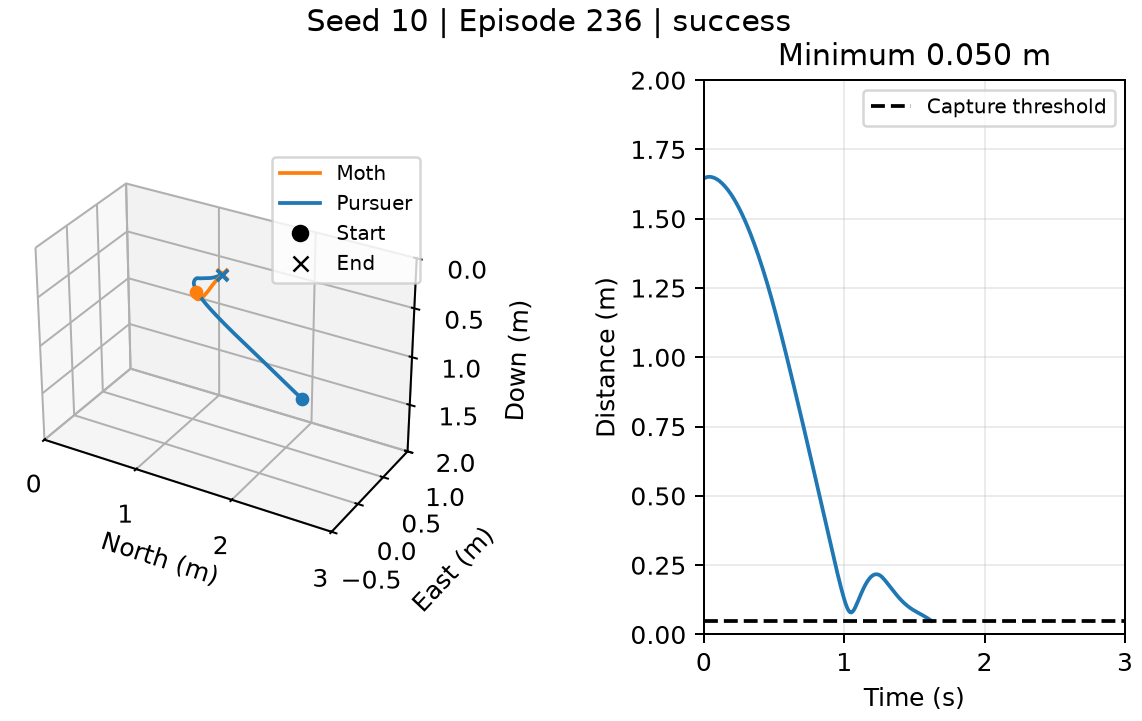 Seed 10 | Episode 236 | success
Moth
Pursuer
Start
End
0.0
0.5
1.0
1.5
2.0
Down (m)
0
1
2
3
North (m)
−0.5
0.0
0.5
1.0
East (m)
Minimum 0.050 m
Capture threshold
2.00
1.75
1.50
1.25
1.00
0.75
0.50
0.25
0.00
Distance (m)
0
1
2
3
Time (s)